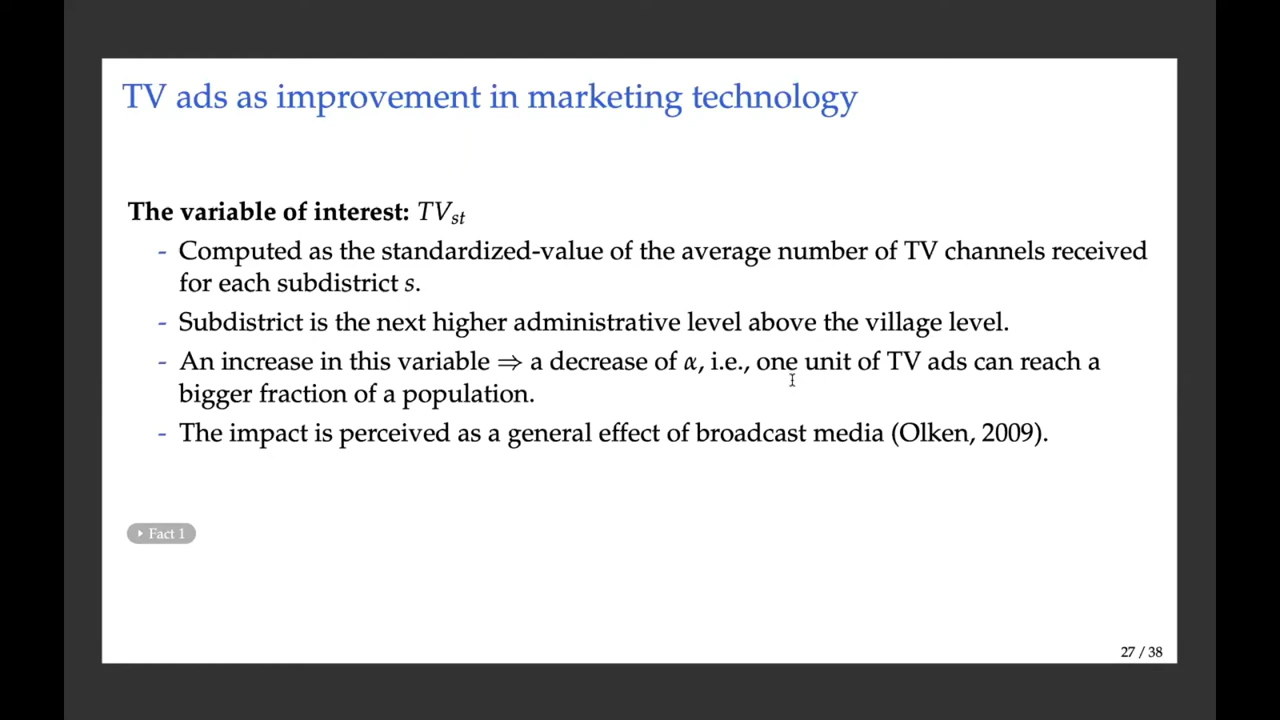 TV ads as improvement in marketing technology
The variable of interest: TVst
- Computed as the standardized-value of the average number of TV channels received
for each subdistrict s.
- Subdistrict is the next higher administrative level above the village level.
- An increase in this variable ⇒ a decrease of α, i.e., one unit of TV ads can reach a
bigger fraction of a population.
- The impact is perceived as a general effect of broadcast media (Olken, 2009).
Fact 1
27 / 38